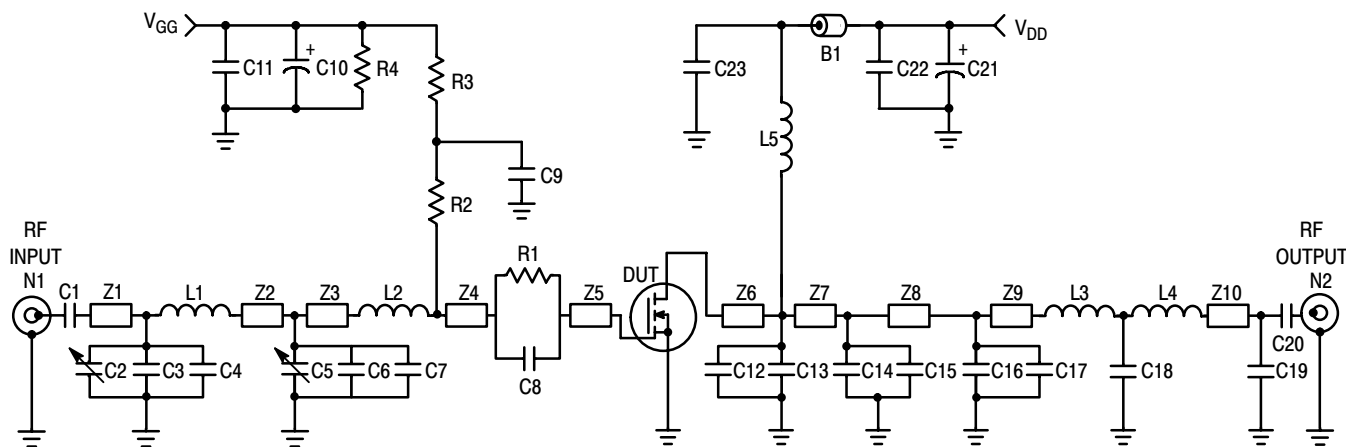 V_GG
V_DD
C11
+
C10
R4
R3
C23
B1
C22
+
C21
L5
C9
R2
RF
INPUT
N1
C1
Z1
L1
Z2
Z3
L2
Z4
R1
Z5
DUT
Z6
Z7
Z8
Z9
L3
L4
Z10
RF
OUTPUT
N2
C20
C2
C3
C4
C5
C6
C7
C8
C12
C13
C14
C15
C16
C17
C18
C19